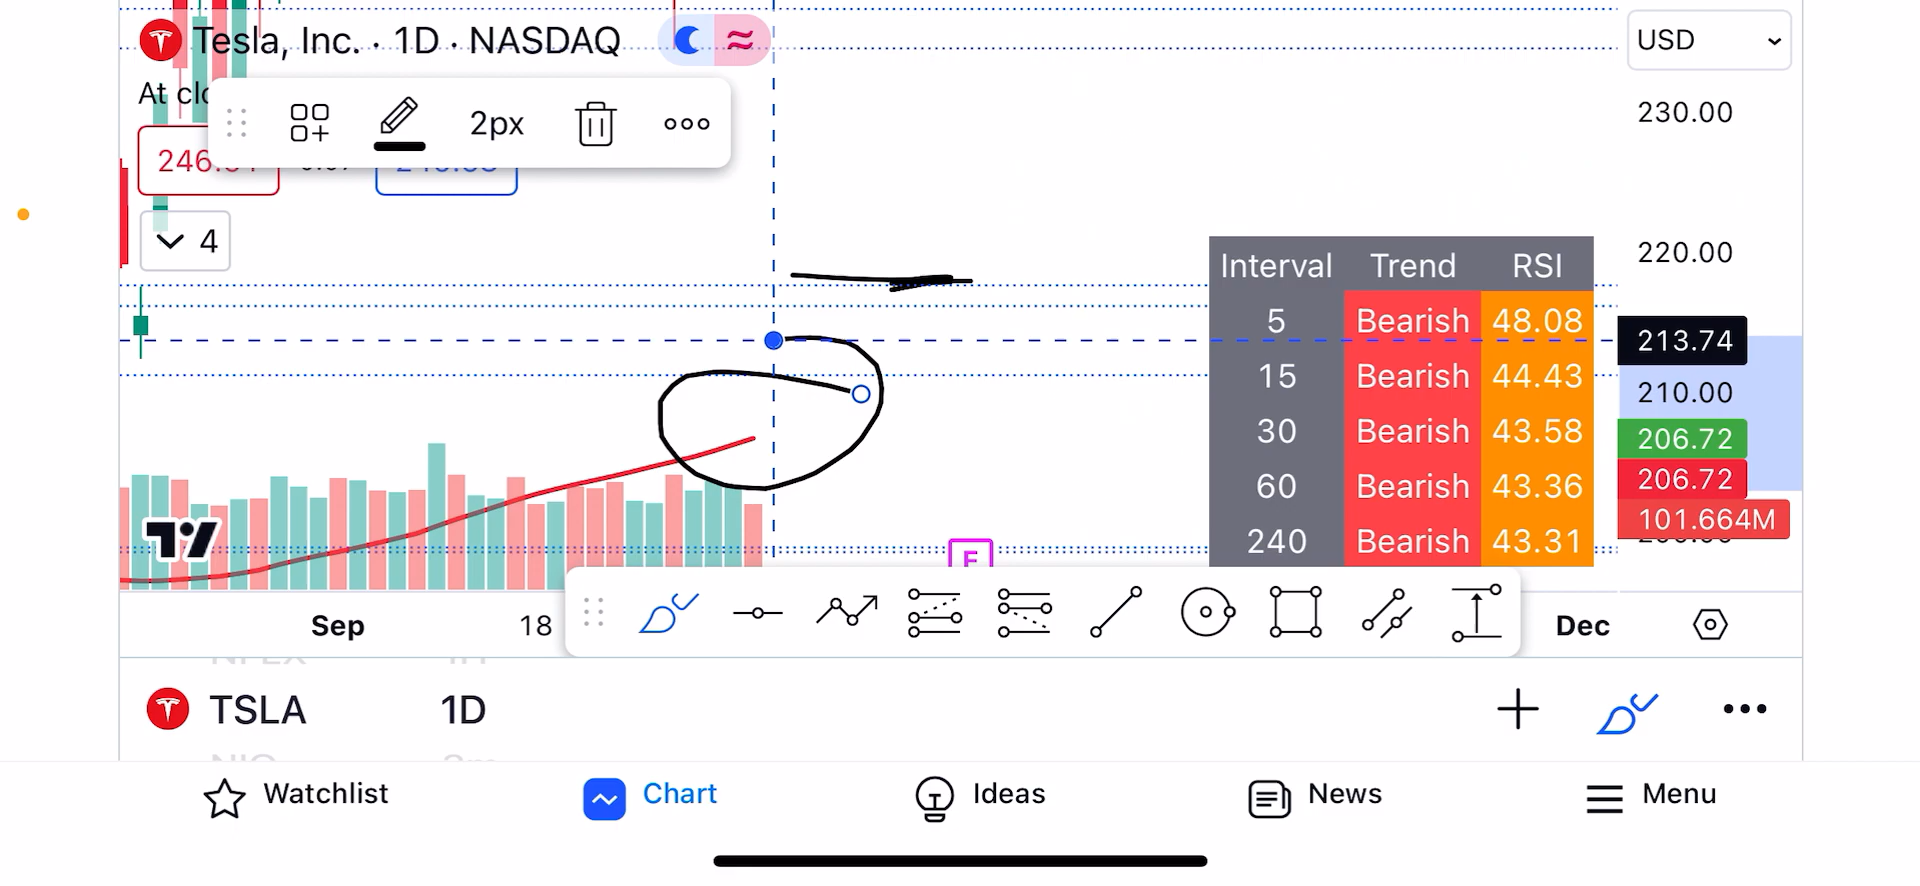 Tesla, Inc. · 1D · NASDAQ
USD
At clo
2px
230.00
246.
4
220.00
Interval Trend RSI
5 Bearish 48.08
213.74
15 Bearish 44.43
210.00
30 Bearish 43.58
206.72
60 Bearish 43.36
206.72
101.664M
240 Bearish 43.31
E
Sep
18
Dec
TSLA 1D
Watchlist
Chart
Ideas
News
Menu